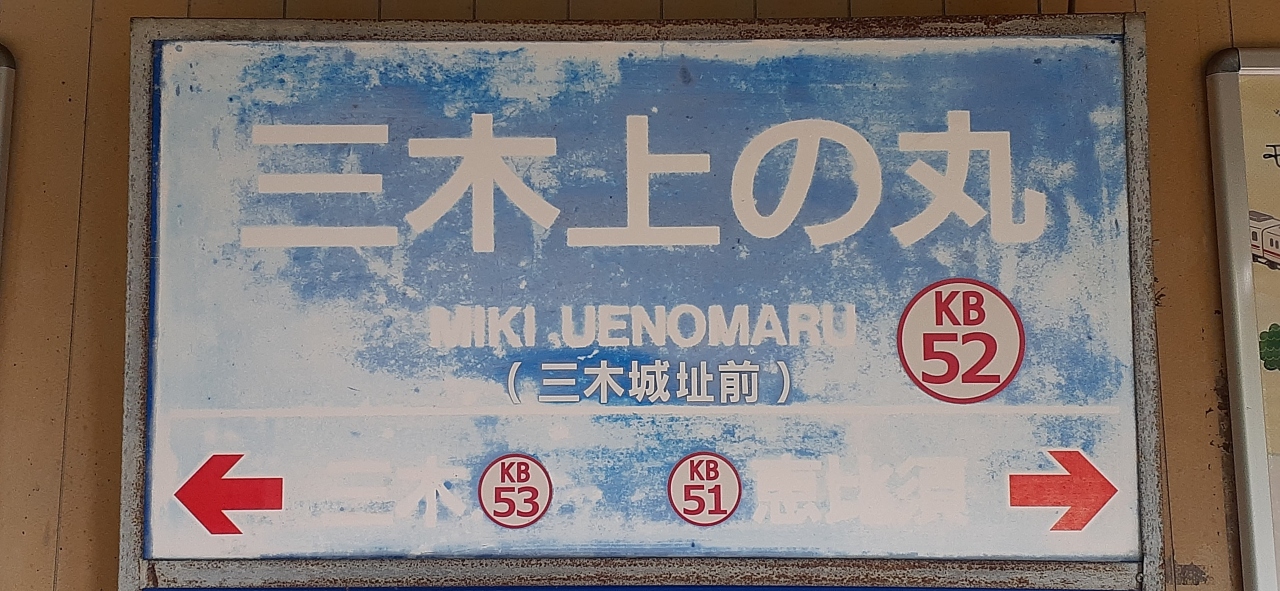 三木上の丸
MIKI UENOMARU
KB
52
(三木城址前)
三木 KB 53 KB 51 恵比須